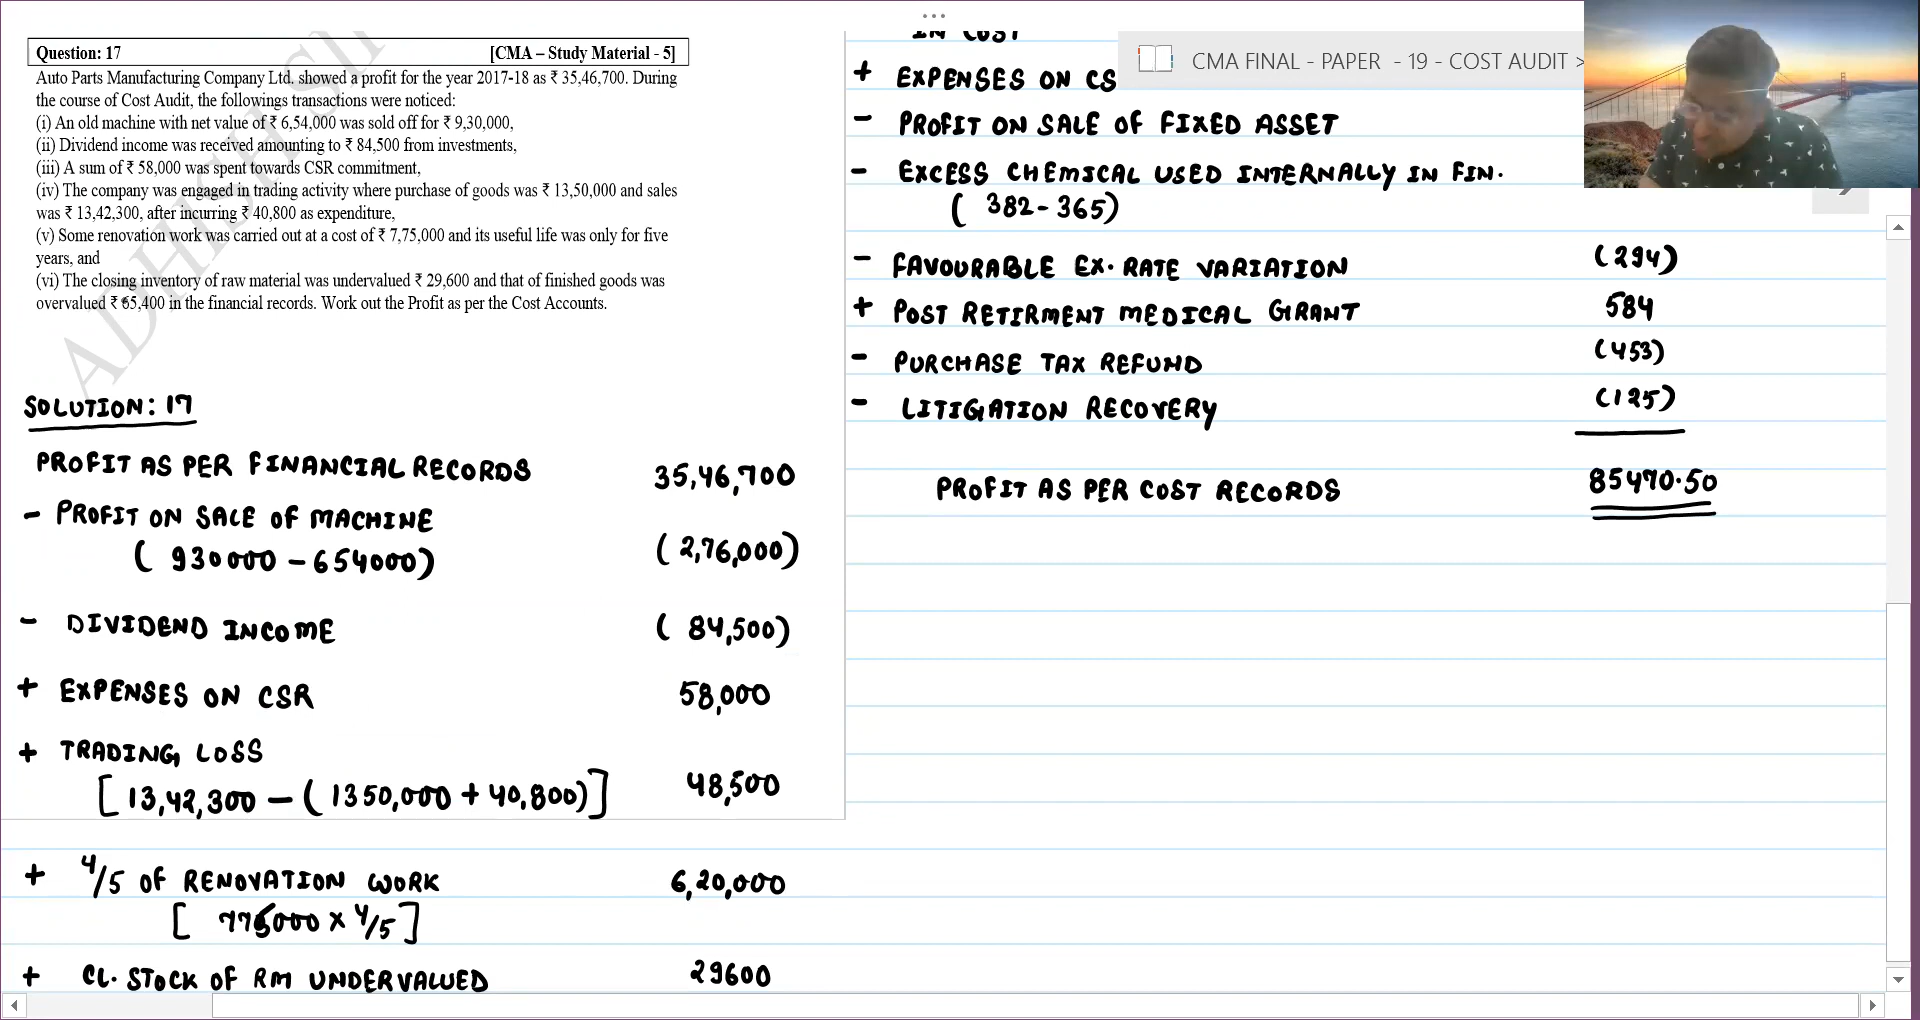 Question: 17 [CMA – Study Material - 5]
Auto Parts Manufacturing Company Ltd. showed a profit for the year 2017-18 as ₹ 35,46,700. During
the course of Cost Audit, the followings transactions were noticed:
(i) An old machine with net value of ₹ 6,54,000 was sold off for ₹ 9,30,000,
(ii) Dividend income was received amounting to ₹ 84,500 from investments,
(iii) A sum of ₹ 58,000 was spent towards CSR commitment,
(iv) The company was engaged in trading activity where purchase of goods was ₹ 13,50,000 and sales
was ₹ 13,42,300, after incurring ₹ 40,800 as expenditure,
(v) Some renovation work was carried out at a cost of ₹ 7,75,000 and its useful life was only for five
years, and
(vi) The closing inventory of raw material was undervalued ₹ 29,600 and that of finished goods was
overvalued ₹ 65,400 in the financial records. Work out the Profit as per the Cost Accounts.
SOLUTION: 17
PROFIT AS PER FINANCIAL RECORDS 35,46,700
- PROFIT ON SALE OF MACHINE
( 930000 - 654000) (2,76,000)
- DIVIDEND INCOME ( 84,500)
+ EXPENSES ON CSR 58,000
+ TRADING LOSS
[ 13,42,300 - ( 1350,000 + 40,800)] 48,500
+ 4/5 OF RENOVATION WORK 6,20,000
[ 775000 x 4/5 ]
+ CL. STOCK OF RM UNDERVALUED 29600
IN COST
+ EXPENSES ON CS
- PROFIT ON SALE OF FIXED ASSET
- EXCESS CHEMICAL USED INTERNALLY IN FIN.
( 382-365)
- FAVOURABLE EX. RATE VARIATION (294)
+ POST RETIRMENT MEDICAL GRANT 584
- PURCHASE TAX REFUND (453)
- LITIGATION RECOVERY (125)
PROFIT AS PER COST RECORDS 85470.50
CMA FINAL - PAPER - 19 - COST AUDIT >